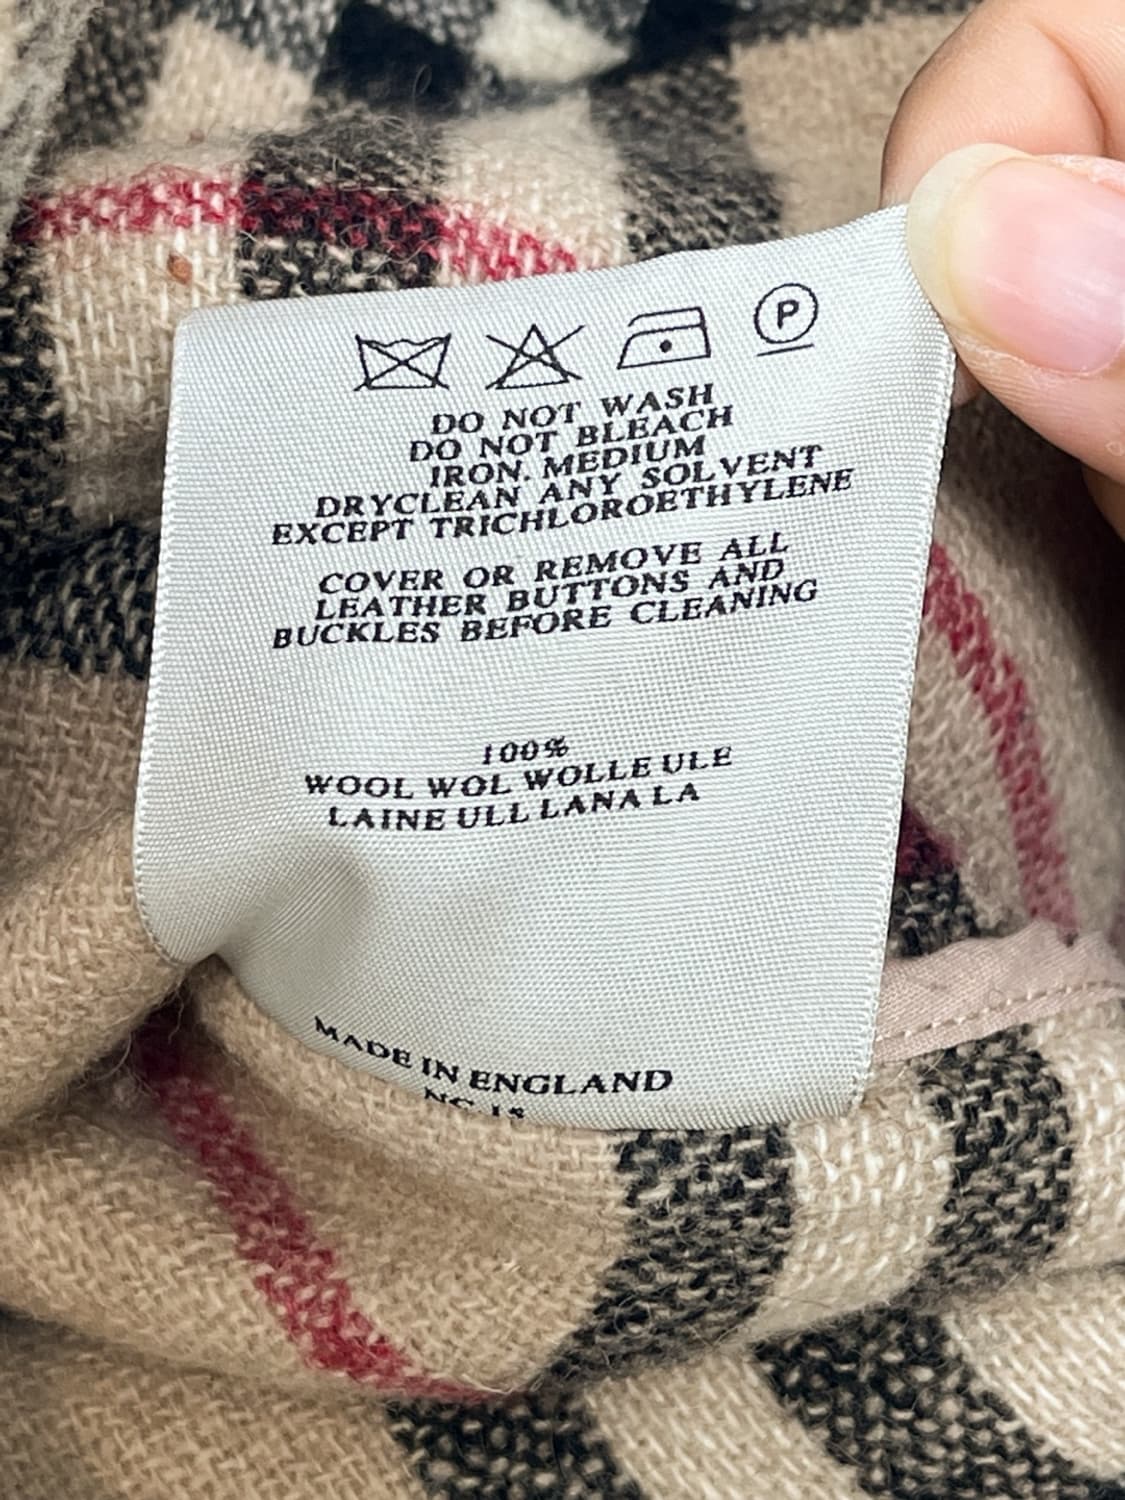 P
DO NOT WASH
DO NOT BLEACH
IRON. MEDIUM
DRYCLEAN ANY SOLVENT
EXCEPT TRICHLOROETHYLENE
COVER OR REMOVE ALL
LEATHER BUTTONS AND
BUCKLES BEFORE CLEANING
100%
WOOL WOL WOLLE ULE
LAINE ULL LANA LA
MADE IN ENGLAND